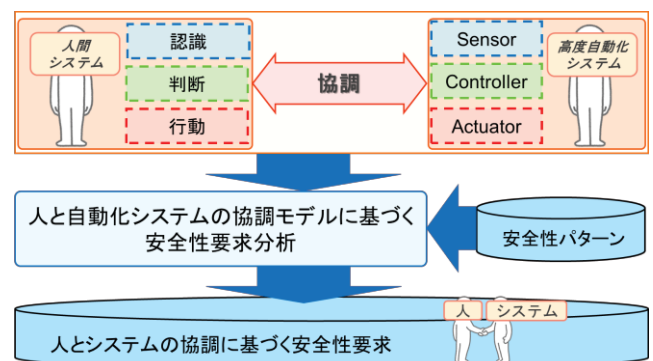 人間
システム
認識
判断
行動
協調
Sensor
Controller
Actuator
高度自動化
システム
人と自動化システムの協調モデルに基づく
安全性要求分析
安全性パターン
人 システム
人とシステムの協調に基づく安全性要求